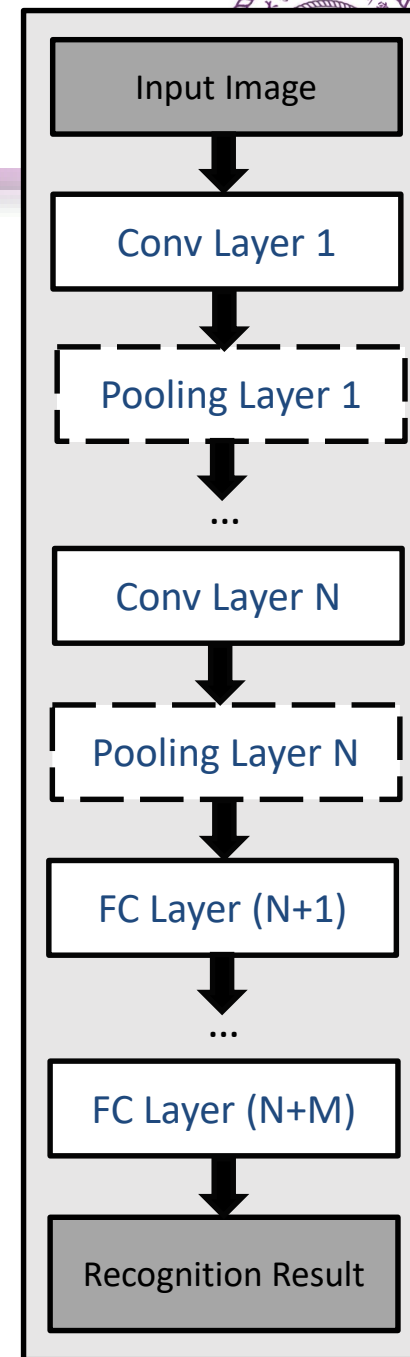 Input Image
Conv Layer 1
Pooling Layer 1
...
Conv Layer N
Pooling Layer N
FC Layer (N+1)
...
FC Layer (N+M)
Recognition Result